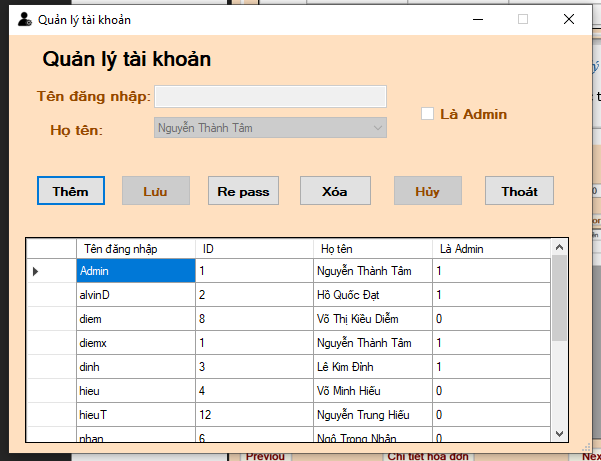 Quản lý tài khoản
Quản lý tài khoản
Tên đăng nhập:
Họ tên: Nguyễn Thành Tâm
Là Admin
Thêm Lưu Re pass Xóa Hủy Thoát
Tên đăng nhập ID Họ tên Là Admin
Admin 1 Nguyễn Thành Tâm 1
alvinD 2 Hồ Quốc Đạt 1
diem 8 Võ Thị Kiều Diễm 0
diemx 1 Nguyễn Thành Tâm 1
dinh 3 Lê Kim Đỉnh 1
hieu 4 Võ Minh Hiếu 0
hieuT 12 Nguyễn Trung Hiếu 0
nhan 6 Ngô Trọng Nhân 0
Previou Chi tiết hóa đơn Nex